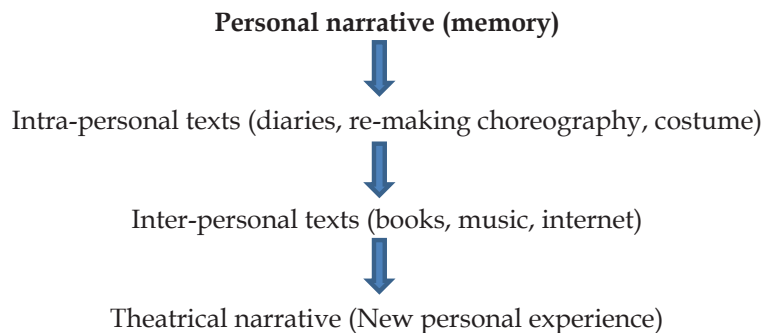 Personal narrative (memory)
Intra-personal texts (diaries, re-making choreography, costume)
Inter-personal texts (books, music, internet)
Theatrical narrative (New personal experience)